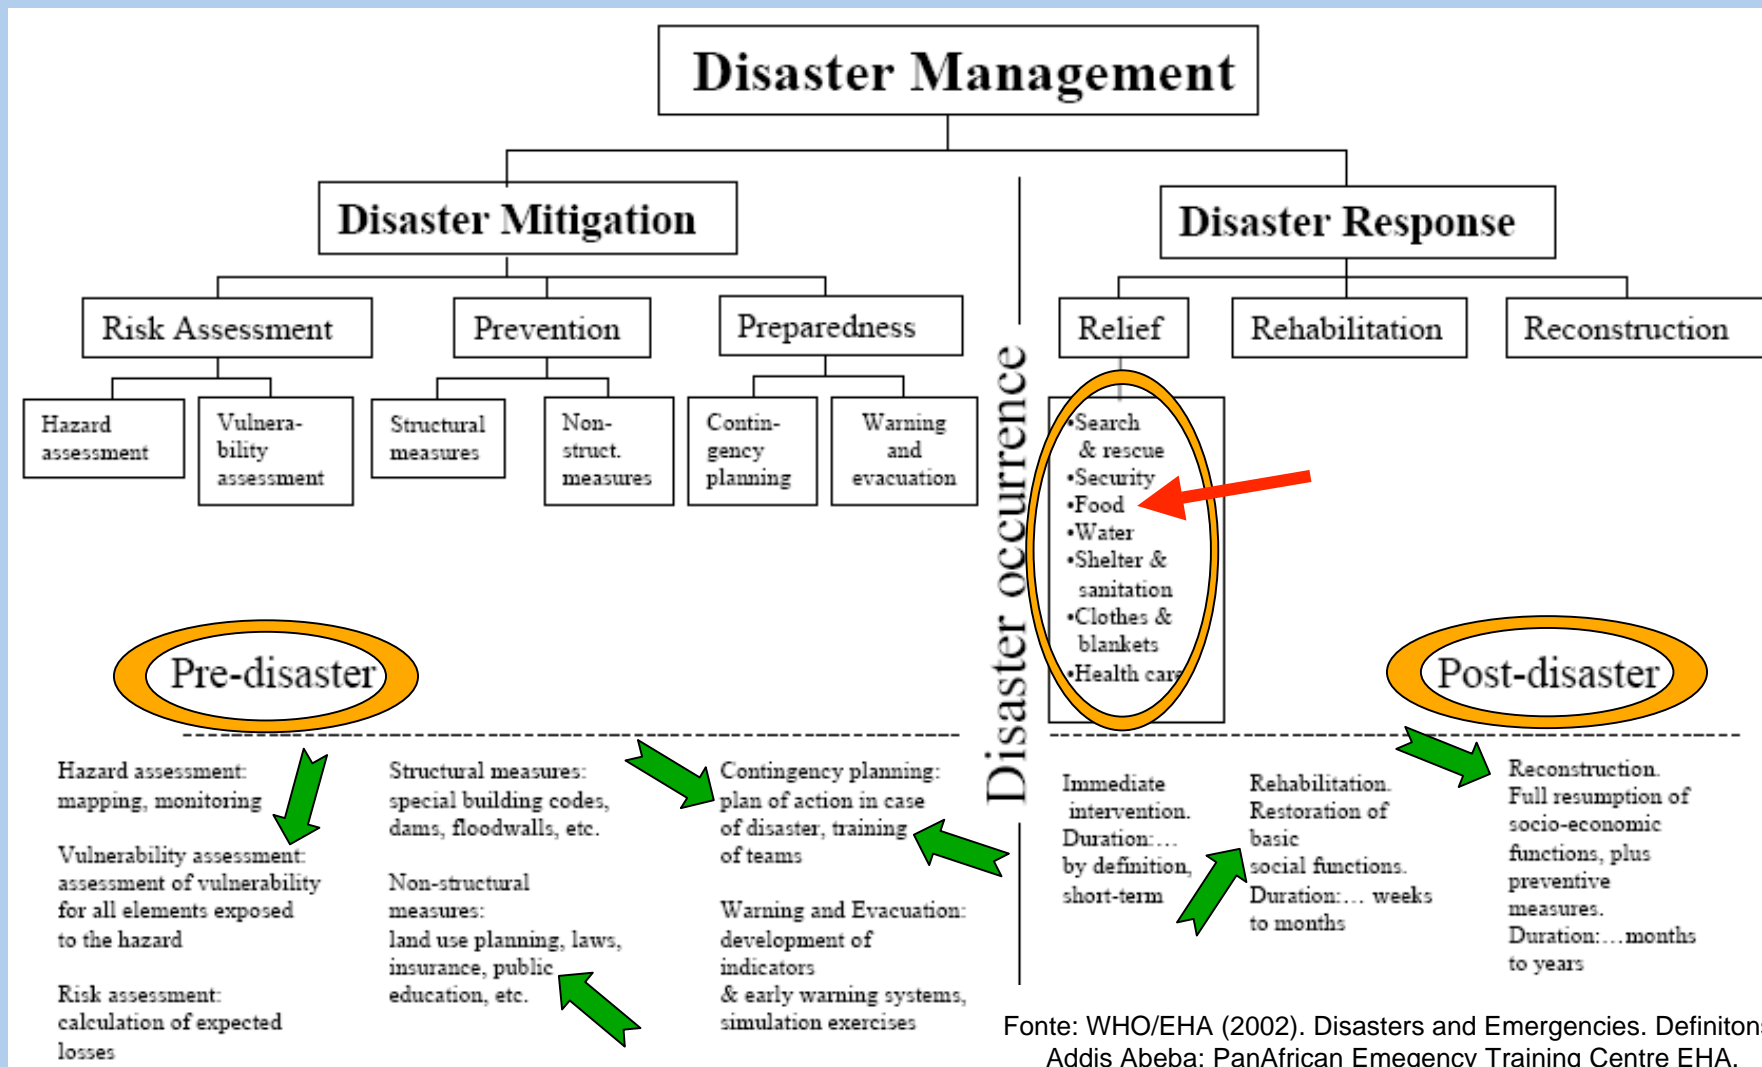 Disaster Management
Disaster Mitigation
Disaster Response
Risk Assessment
Prevention
Preparedness
Relief
Rehabilitation
Reconstruction
Hazard
assessment
Vulnera-
bility
assessment
Structural
measures
Non-
struct.
measures
Contin-
gency
planning
Warning
and
evacuation
Disaster occurrence
•Search
& rescue
•Security
•Food
•Water
•Shelter &
sanitation
•Clothes &
blankets
•Health care
Pre-disaster
Post-disaster
Hazard assessment:
mapping, monitoring
Vulnerability assessment:
assessment of vulnerability
for all elements exposed
to the hazard
Risk assessment:
calculation of expected
losses
Structural measures:
special building codes,
dams, floodwalls, etc.
Non-structural
measures:
land use planning, laws,
insurance, public
education, etc.
Contingency planning:
plan of action in case
of disaster, training
of teams
Warning and Evacuation:
development of
indicators
& early warning systems,
simulation exercises
Immediate
intervention.
Duration:...
by definition,
short-term
Rehabilitation.
Restoration of
basic
social functions.
Duration:... weeks
to months
Reconstruction.
Full resumption of
socio-economic
functions, plus
preventive
measures.
Duration:...months
to years
Fonte: WHO/EHA (2002). Disasters and Emergencies. Definitons
Addis Abeba: PanAfrican Emegency Training Centre EHA.